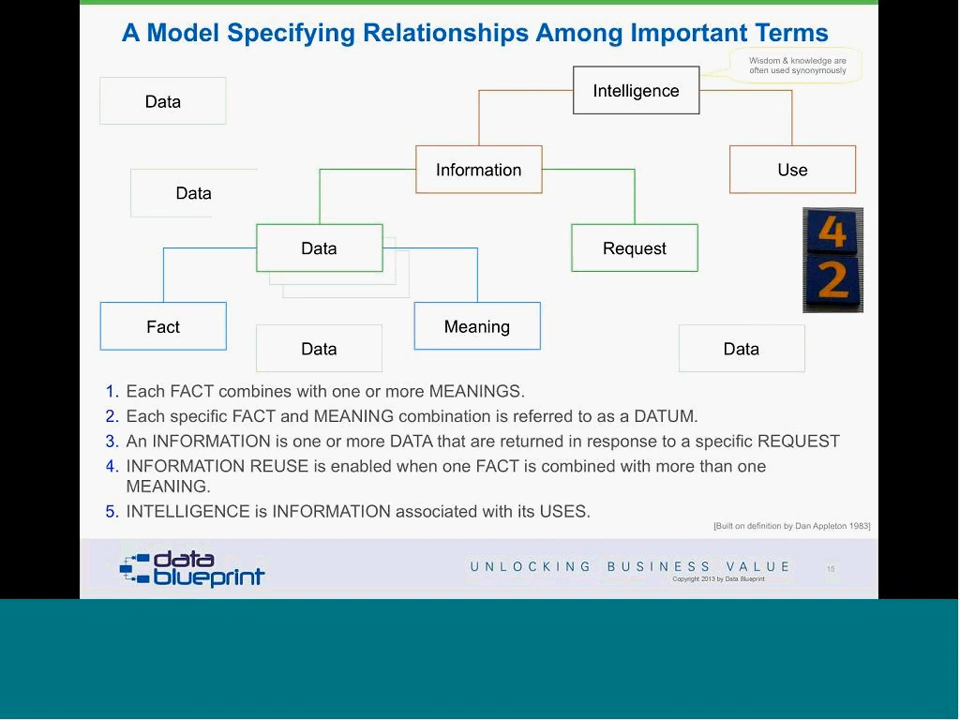 A Model Specifying Relationships Among Important Terms
Wisdom & knowledge are
often used synonymously
Intelligence
Data
Information
Use
Data
Data
Request
4
2
Fact
Meaning
Data
Data
1. Each FACT combines with one or more MEANINGS.
2. Each specific FACT and MEANING combination is referred to as a DATUM.
3. An INFORMATION is one or more DATA that are returned in response to a specific REQUEST
4. INFORMATION REUSE is enabled when one FACT is combined with more than one
MEANING.
5. INTELLIGENCE is INFORMATION associated with its USES.
[Built on definition by Dan Appleton 1983]
data
blueprint
UNLOCKING BUSINESS VALUE
Copyright 2013 by Data Blueprint
15